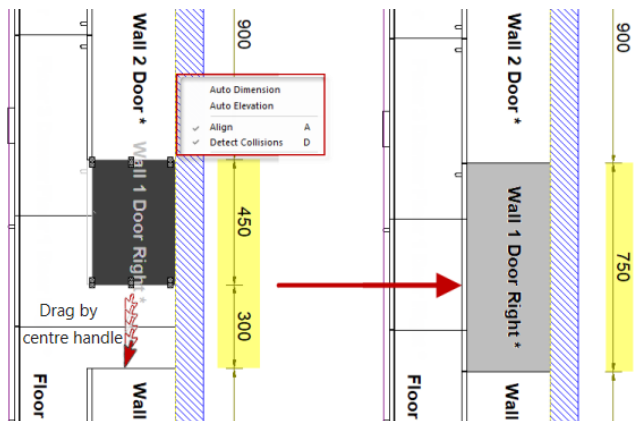 Wall 2 Door *
900
Auto Dimension
Auto Elevation
Align A
Detect Collisions D
Wall 1 Door Right *
450
300
Drag by
centre handle
Floor
Wall
Wall 2 Door *
900
Wall 1 Door Right *
750
Floor
Wall